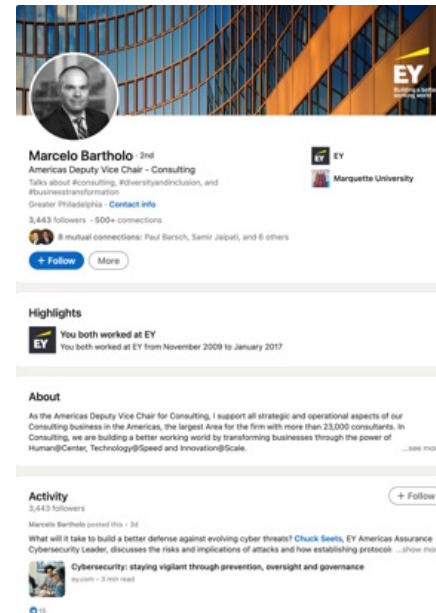 EY
Building a better
working world
Marcelo Bartholo · 2nd
Americas Deputy Vice Chair - Consulting
Talks about #consulting, #diversityandinclusion, and
#businesstransformation
Greater Philadelphia · Contact info
3,443 followers · 500+ connections
8 mutual connections: Paul Barsch, Samir Jaipati, and 6 others
+ Follow
More
EY
EY
Marquette University
Highlights
EY
You both worked at EY
You both worked at EY from November 2009 to January 2017
About
As the Americas Deputy Vice Chair for Consulting, I support all strategic and operational aspects of our
Consulting business in the Americas, the largest Area for the firm with more than 23,000 consultants. In
Consulting, we are building a better working world by transforming businesses through the power of
Human@Center, Technology@Speed and Innovation@Scale.
...see mor
Activity
3,443 followers
+ Follow
Marcelo Bartholo posted this · 3d
What will it take to build a better defense against evolving cyber threats? Chuck Seets, EY Americas Assurance
Cybersecurity Leader, discusses the risks and implications of attacks and how establishing protocol ...show mor
Cybersecurity: staying vigilant through prevention, oversight and governance
ey.com · 3 min read
15